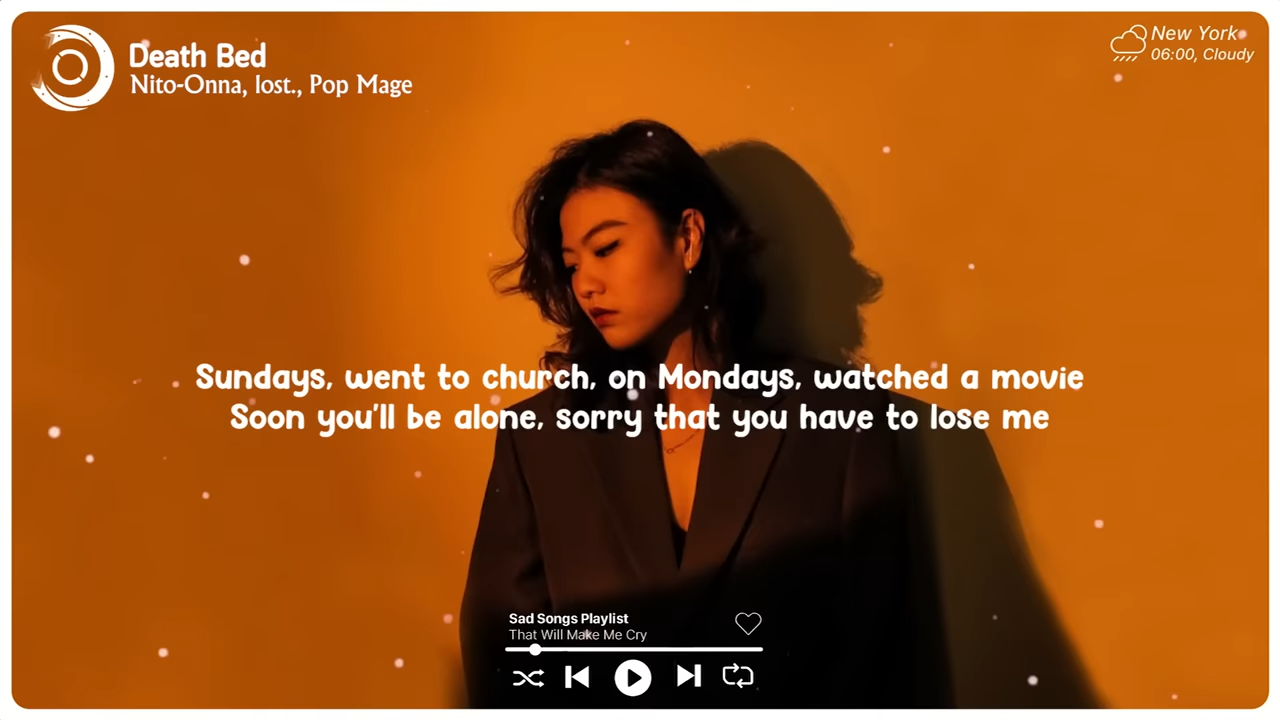 Death Bed
Nito-Onna, lost., Pop Mage
New York
06:00, Cloudy
Sundays, went to church, on Mondays, watched a movie
Soon you'll be alone, sorry that you have to lose me
Sad Songs Playlist
That Will Make Me Cry